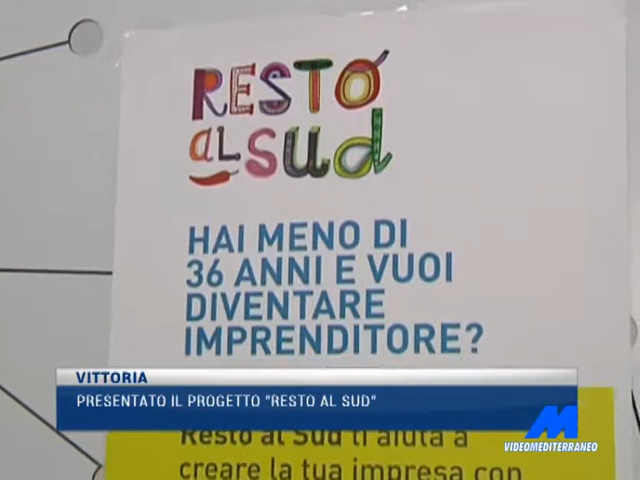 RESTO
AL SUD
HAI MENO DI
36 ANNI E VUOI
DIVENTARE
IMPRENDITORE?
VITTORIA
PRESENTATO IL PROGETTO "RESTO AL SUD"
VIDEOMEDITERRANEO
Resto al Sud ti aiuta a
creare la tua impresa con